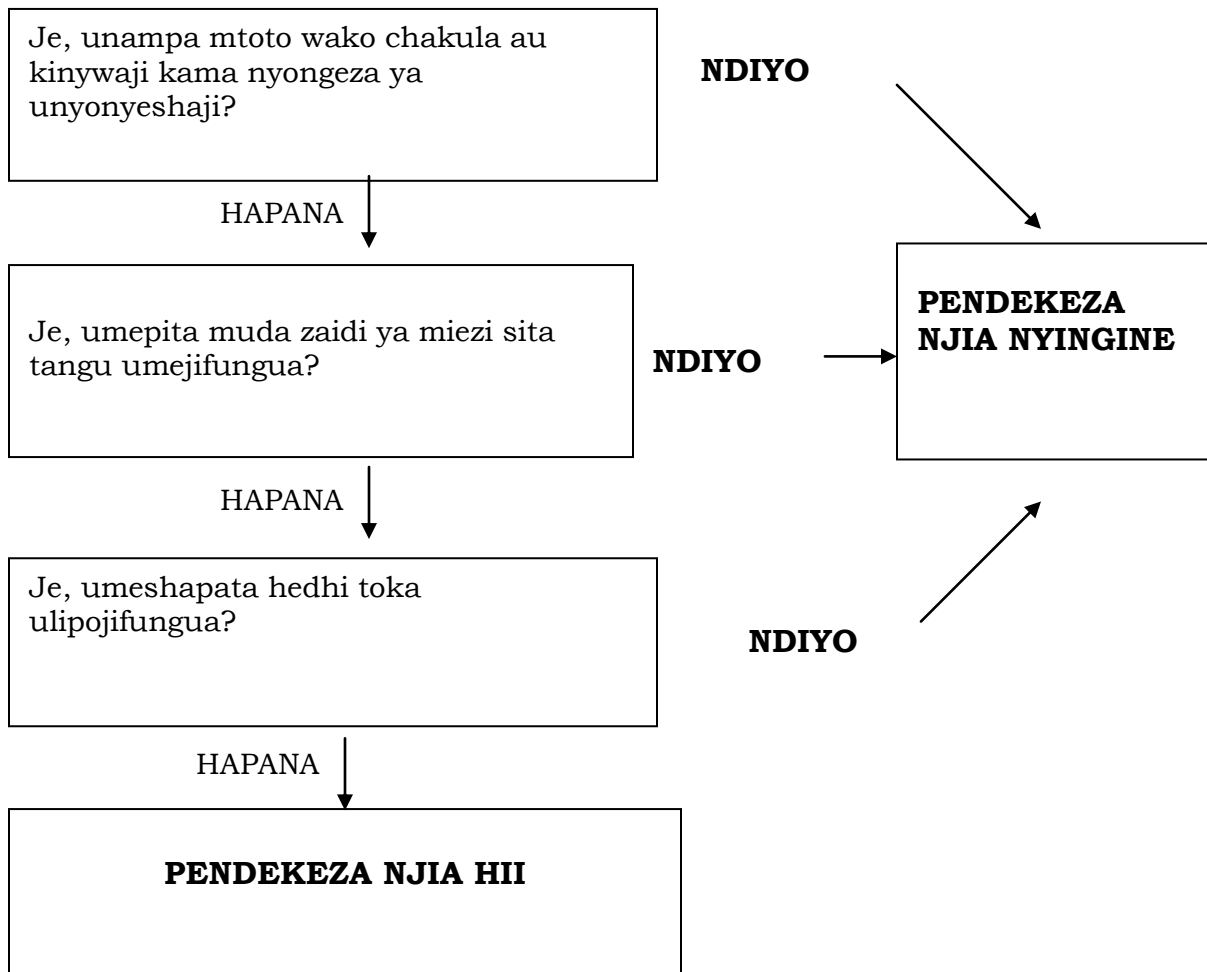 Je, unampa mtoto wako chakula au
kinywaji kama nyongeza ya
unyonyeshaji?
NDIYO
HAPANA
Je, umepita muda zaidi ya miezi sita
tangu umejifungua?
NDIYO
PENDEKEZA
NJIA NYINGINE
HAPANA
Je, umeshapata hedhi toka
ulipojifungua?
NDIYO
HAPANA
PENDEKEZA NJIA HII